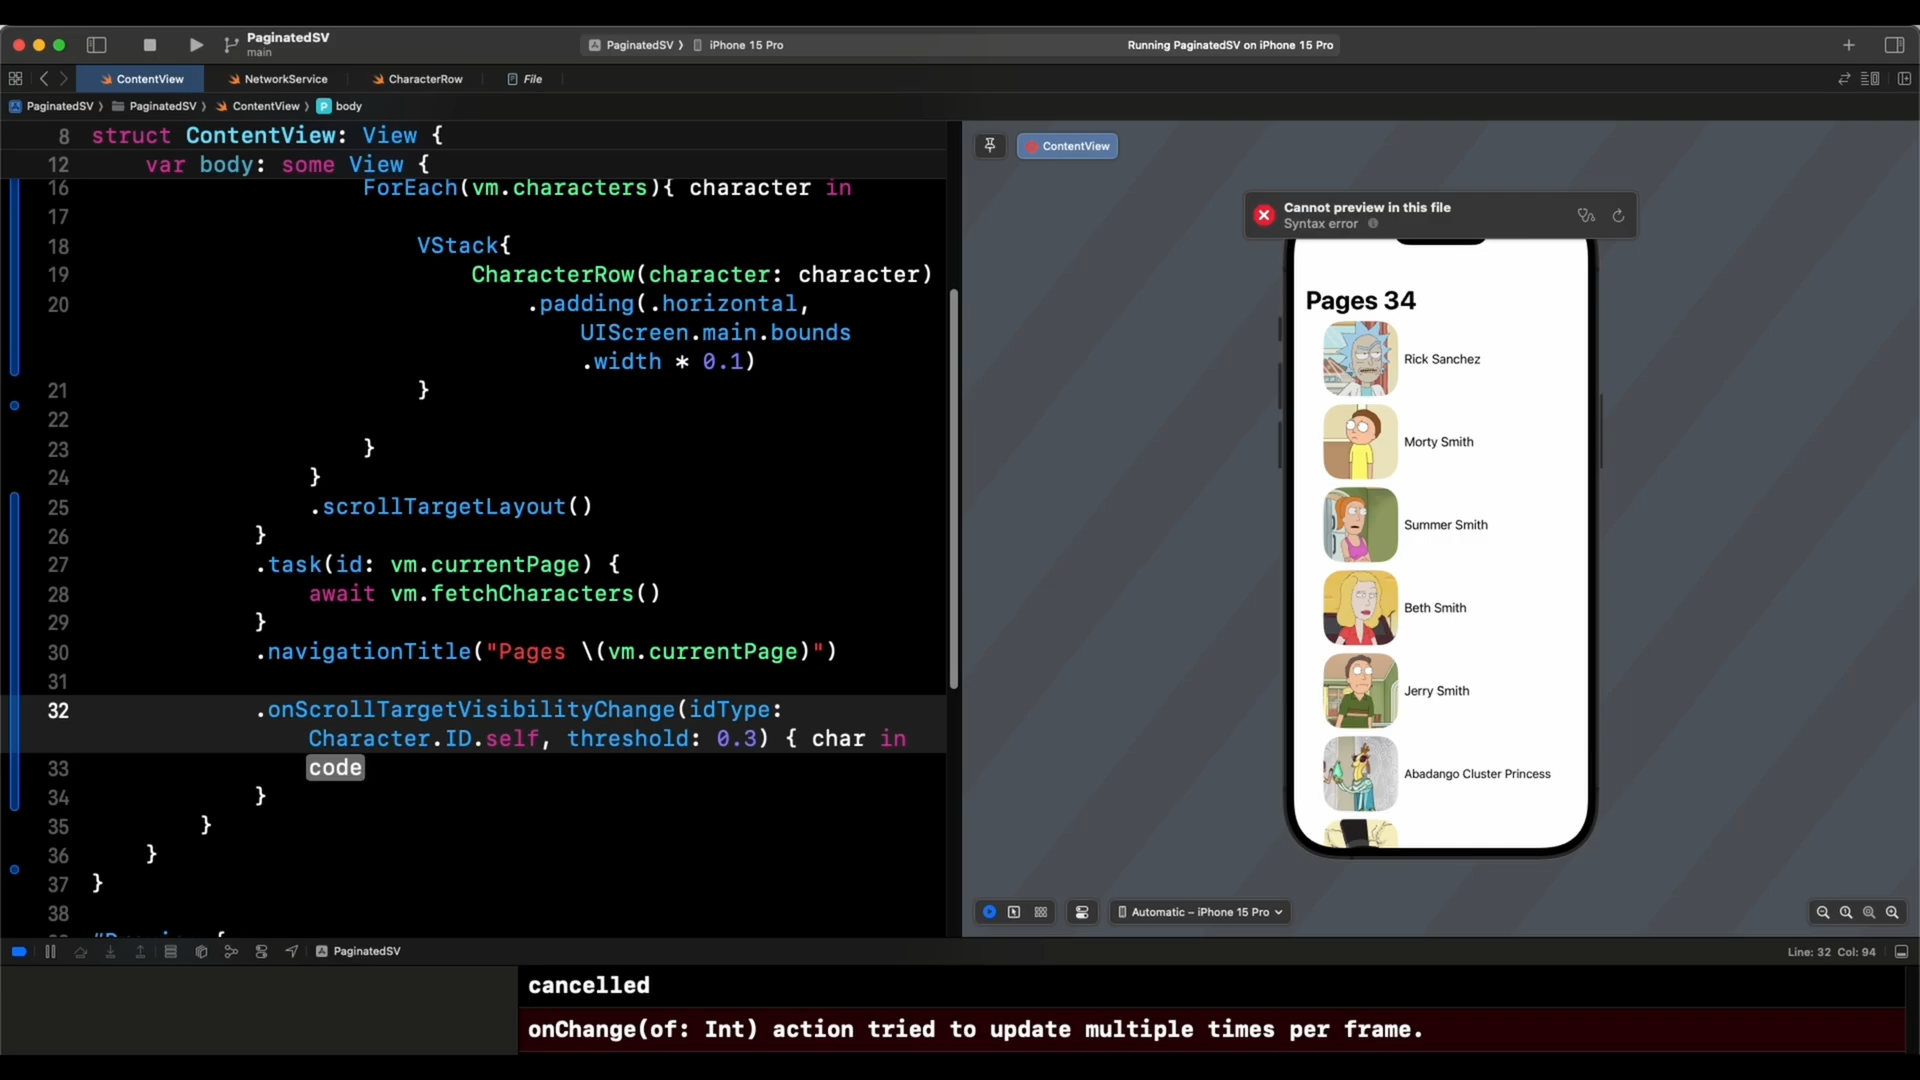 PaginatedSV
main
PaginatedSV 〉 iPhone 15 Pro
Running PaginatedSV on iPhone 15 Pro
ContentView
NetworkService
CharacterRow
File
PaginatedSV 〉 PaginatedSV 〉 ContentView 〉 P body
8 struct ContentView: View {
12 var body: some View {
16 ForEach(vm.characters){ character in
17
18 VStack{
19 CharacterRow(character: character)
20 .padding(.horizontal,
UIScreen.main.bounds
.width * 0.1)
21 }
22
23 }
24 }
25 .scrollTargetLayout()
26 }
27 .task(id: vm.currentPage) {
28 await vm.fetchCharacters()
29 }
30 .navigationTitle("Pages \(vm.currentPage)")
31
32 .onScrollTargetVisibilityChange(idType:
Character.ID.self, threshold: 0.3) { char in
33 code
34 }
35 }
36 }
37 }
38
ContentView
Cannot preview in this file
Syntax error
Pages 34
Rick Sanchez
Morty Smith
Summer Smith
Beth Smith
Jerry Smith
Abadango Cluster Princess
Automatic – iPhone 15 Pro
PaginatedSV
Line: 32 Col: 94
cancelled
onChange(of: Int) action tried to update multiple times per frame.